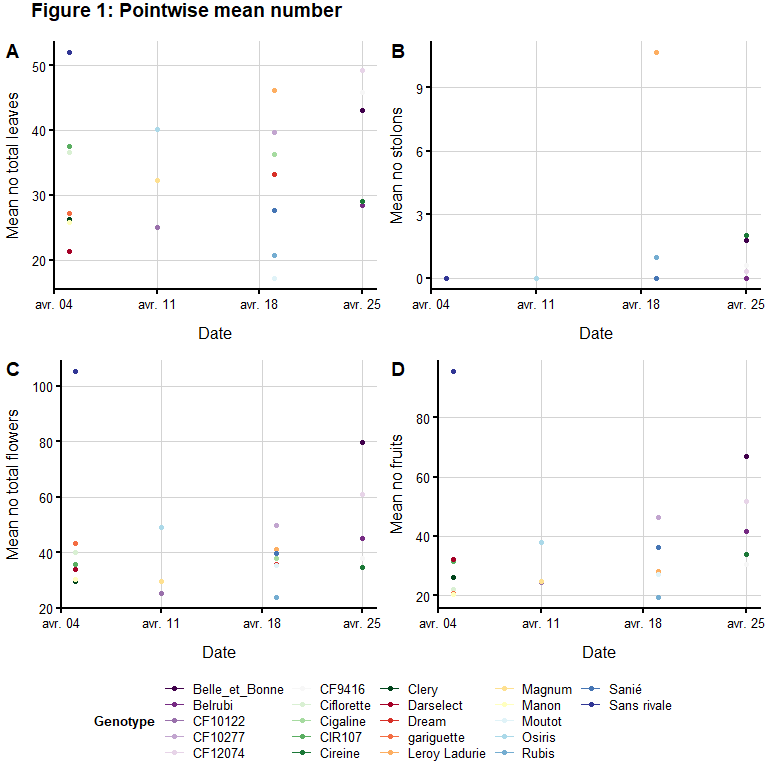 Figure 1: Pointwise mean number
A
Mean no total leaves
50
40
30
20
avr. 04
avr. 11
avr. 18
avr. 25
Date
B
Mean no stolons
9
6
3
0
avr. 04
avr. 11
avr. 18
avr. 25
Date
C
Mean no total flowers
100
80
60
40
20
avr. 04
avr. 11
avr. 18
avr. 25
Date
D
Mean no fruits
80
60
40
20
avr. 04
avr. 11
avr. 18
avr. 25
Date
Genotype
Belle_et_Bonne
Belrubi
CF10122
CF10277
CF12074
CF9416
Ciflorette
Cigaline
CIR107
Cireine
Clery
Darselect
Dream
gariguette
Leroy Ladurie
Magnum
Manon
Moutot
Osiris
Rubis
Sanié
Sans rivale